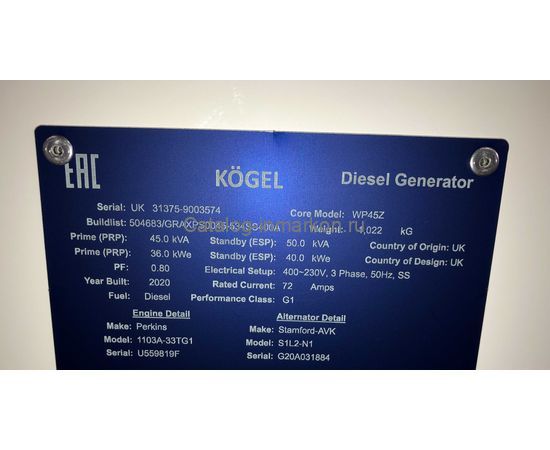 EAC KÖGEL Diesel Generator
Serial: UK 31375-9003574 Core Model: WP45Z
Buildlist: Weight: 1,022 kg
Prime (PRP): 45.0 kVA Standby (ESP): 50.0 kVA Country of Origin: UK
Prime (PRP): 36.0 kWe Standby (ESP): 40.0 kWe Country of Design: UK
PF: 0.80 Electrical Setup: 400~230V, 3 Phase, 50Hz, SS
Year Built: 2020 Rated Current: 72 Amps
Fuel: Diesel Performance Class: G1
Engine Detail Alternator Detail
Make: Perkins Make: Stamford-AVK
Model: 1103A-33TG1 Model: S1L2-N1
Serial: U559819F Serial: G20A031884
Catalog-inmarkon.ru